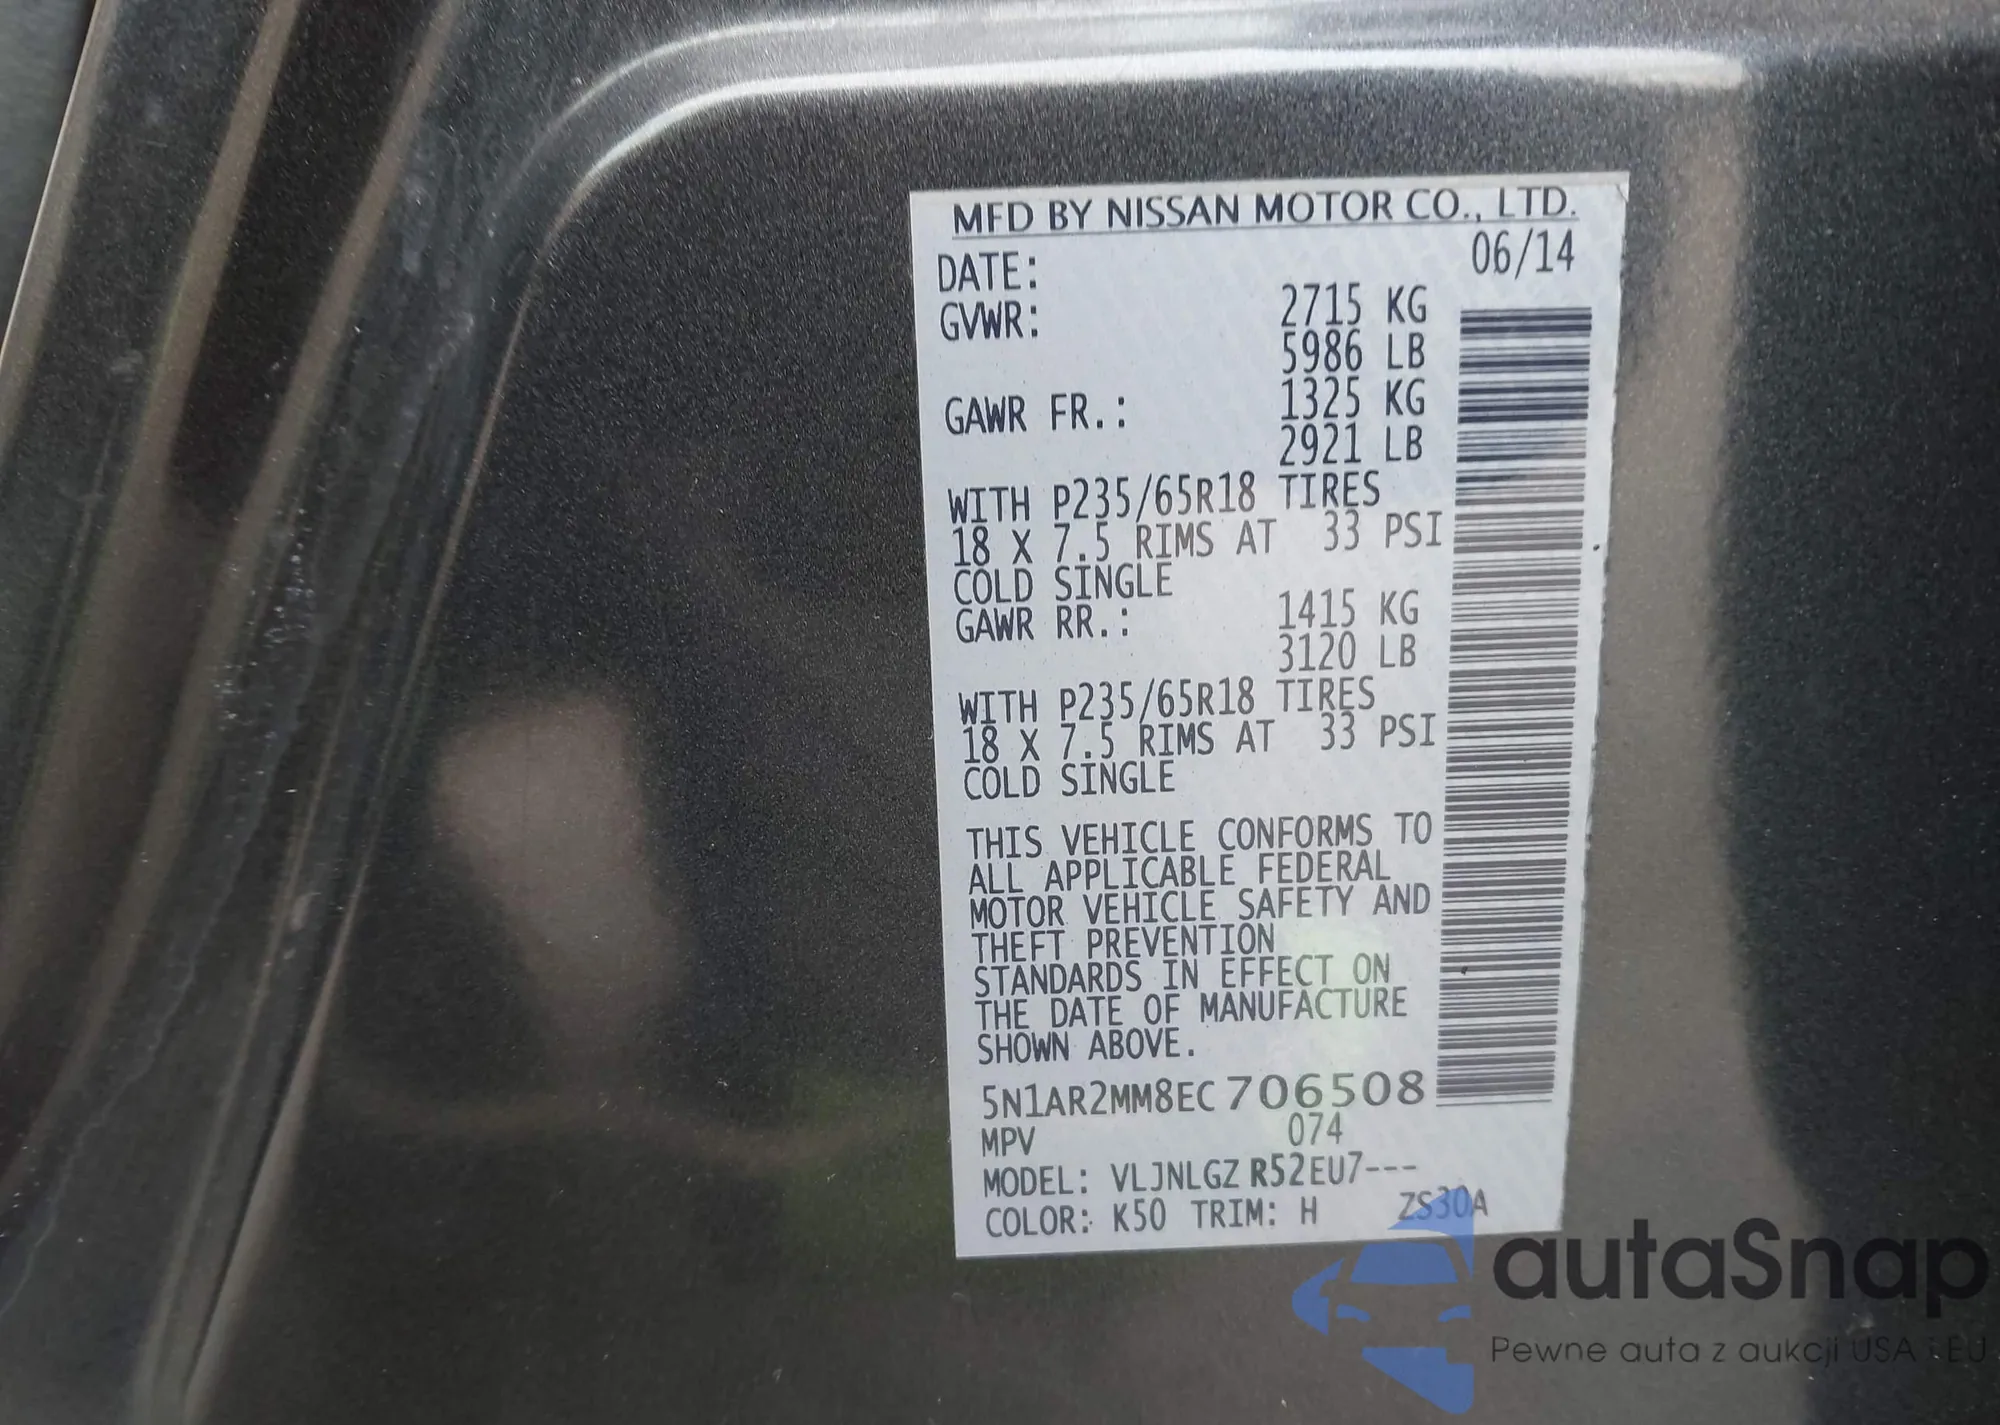 MFD BY NISSAN MOTOR CO., LTD.
DATE: 06/14
GVWR: 2715 KG
5986 LB
GAWR FR.: 1325 KG
2921 LB
WITH P235/65R18 TIRES
18 X 7.5 RIMS AT 33 PSI
COLD SINGLE
GAWR RR.: 1415 KG
3120 LB
WITH P235/65R18 TIRES
18 X 7.5 RIMS AT 33 PSI
COLD SINGLE
THIS VEHICLE CONFORMS TO
ALL APPLICABLE FEDERAL
MOTOR VEHICLE SAFETY AND
THEFT PREVENTION
STANDARDS IN EFFECT ON
THE DATE OF MANUFACTURE
SHOWN ABOVE.
5N1AR2MM8EC706508
MPV 074
MODEL: VLJNLGZ R52EU7---
COLOR: K50 TRIM: H ZS30A
autaSnap
Pewne auta z aukcji USA i EU